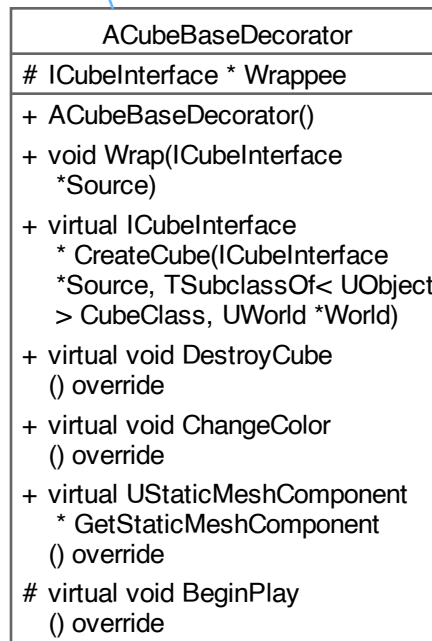 ACubeBaseDecorator
# ICubeInterface * Wrappee
+ ACubeBaseDecorator()
+ void Wrap(ICubeInterface
*Source)
+ virtual ICubeInterface
* CreateCube(ICubeInterface
*Source, TSubclassOf< UObject
> CubeClass, UWorld *World)
+ virtual void DestroyCube
() override
+ virtual void ChangeColor
() override
+ virtual UStaticMeshComponent
* GetStaticMeshComponent
() override
# virtual void BeginPlay
() override